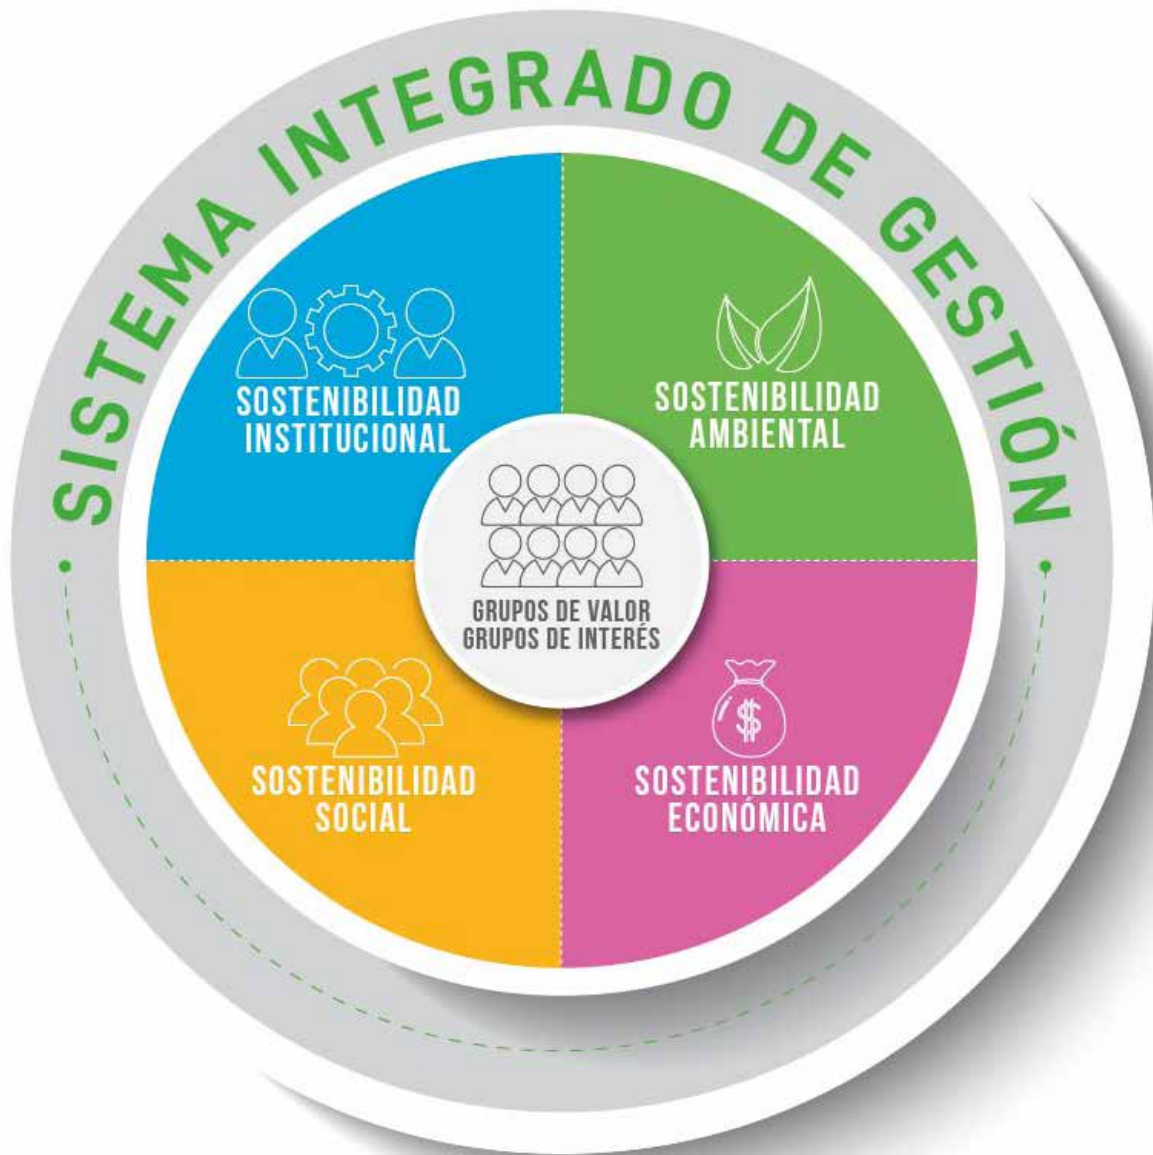 SISTEMA INTEGRADO DE GESTIÓN
SOSTENIBILIDAD
INSTITUCIONAL
SOSTENIBILIDAD
AMBIENTAL
GRUPOS DE VALOR
GRUPOS DE INTERÉS
SOSTENIBILIDAD
SOCIAL
$
SOSTENIBILIDAD
ECONÓMICA